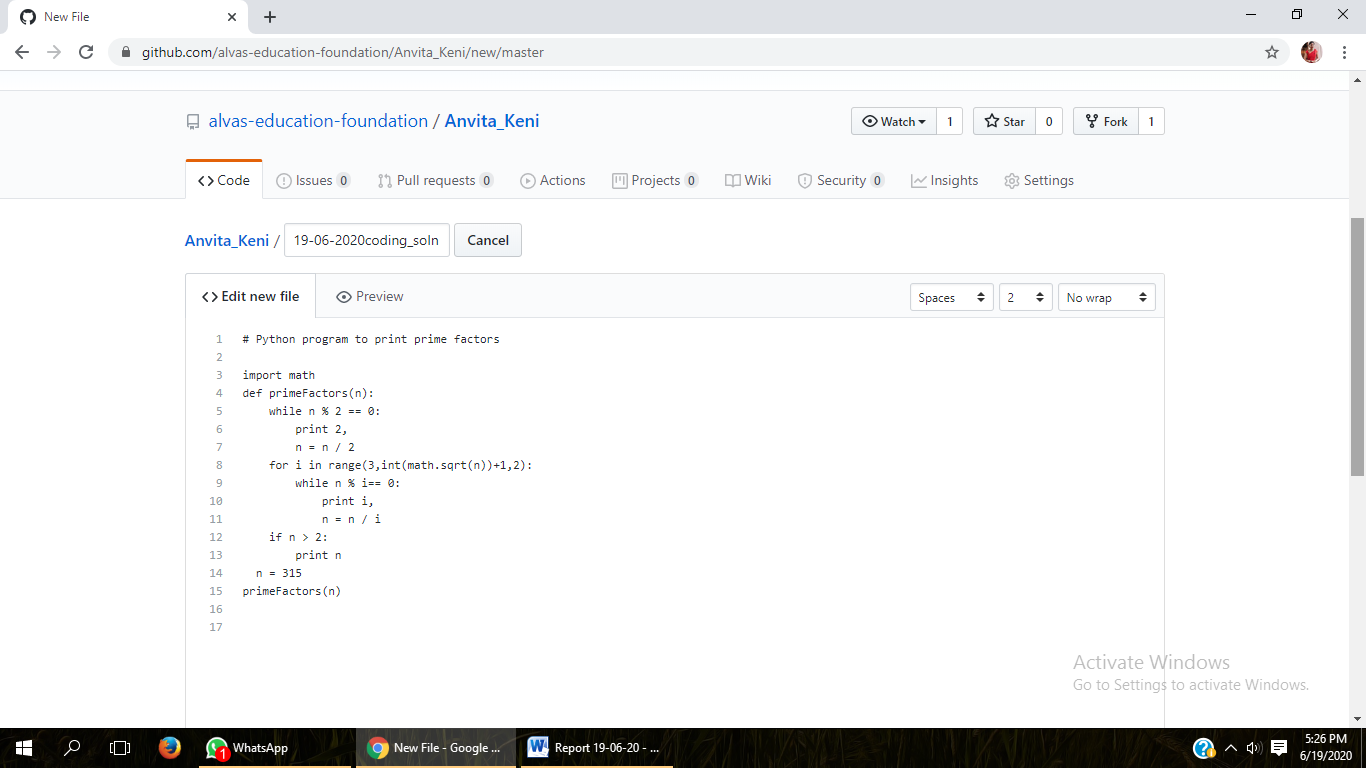 New File
github.com/alvas-education-foundation/Anvita_Keni/new/master
alvas-education-foundation / Anvita_Keni
Watch 1 Star 0 Fork 1
Code Issues 0 Pull requests 0 Actions Projects 0 Wiki Security 0 Insights Settings
Anvita_Keni / 19-06-2020coding_soln Cancel
Edit new file Preview Spaces 2 No wrap
1 # Python program to print prime factors
2
3 import math
4 def primeFactors(n):
5     while n % 2 == 0:
6         print 2,
7         n = n / 2
8     for i in range(3,int(math.sqrt(n))+1,2):
9         while n % i== 0:
10             print i,
11             n = n / i
12     if n > 2:
13         print n
14   n = 315
15 primeFactors(n)
16
17
Activate Windows
Go to Settings to activate Windows.
1 WhatsApp New File - Google ... Report 19-06-20 - ... 5:26 PM
6/19/2020